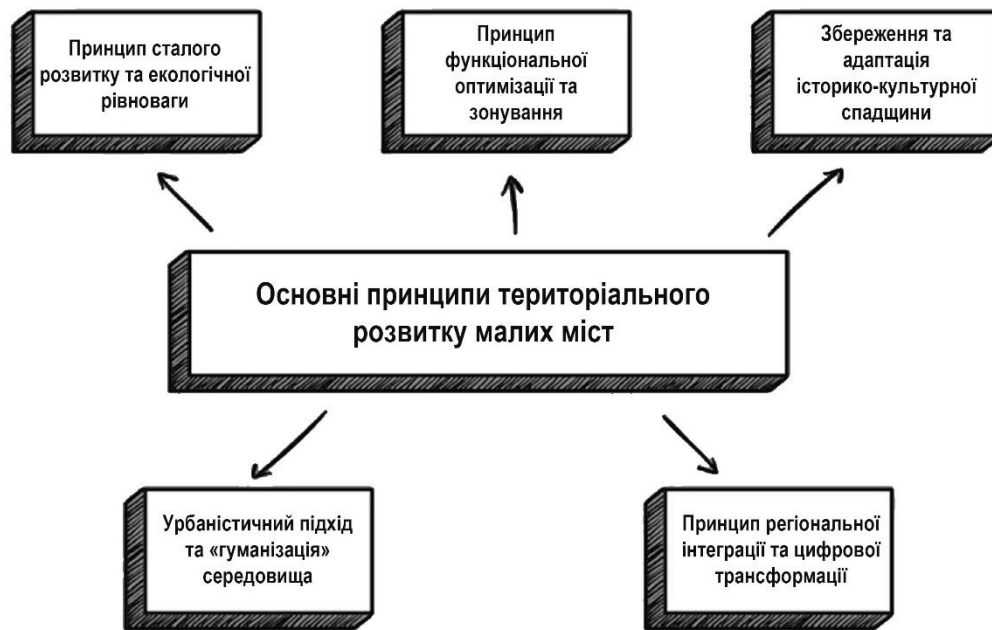 Принцип сталого
розвитку та екологічної
рівноваги
Принцип
функціональної
оптимізації та
зонування
Збереження та
адаптація
історико-культурної
спадщини
Основні принципи територіального
розвитку малих міст
Урбаністичний підхід
та «гуманізація»
середовища
Принцип регіональної
інтеграції та цифрової
трансформації